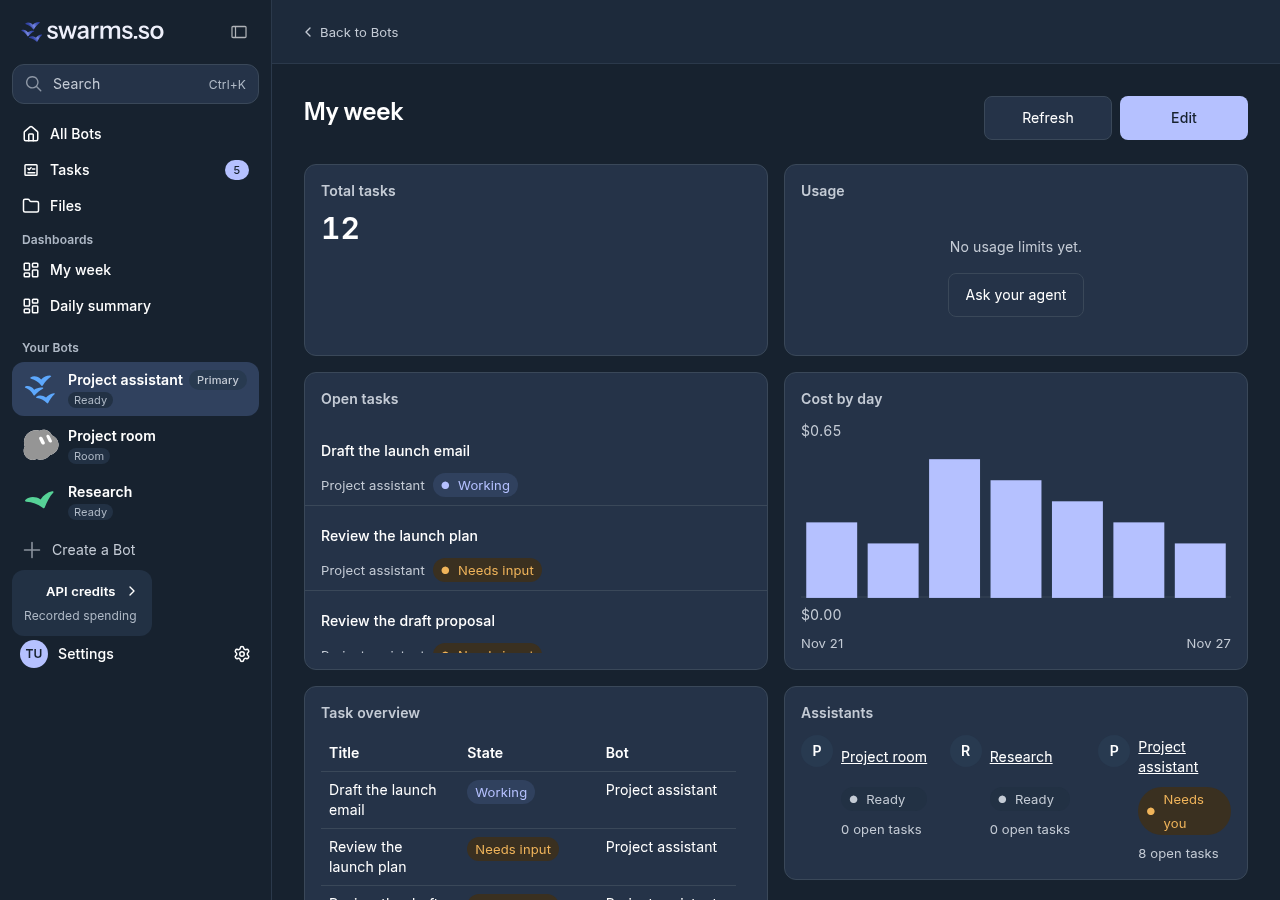 swarms.so
Search Ctrl+K
All Bots
Tasks 5
Files
Dashboards
My week
Daily summary
Your Bots
Project assistant Primary
Ready
Project room
Room
Research
Ready
Create a Bot
API credits
Recorded spending
TU Settings
Back to Bots
My week
Refresh Edit
Total tasks
12
Usage
No usage limits yet.
Ask your agent
Open tasks
Draft the launch email
Project assistant Working
Review the launch plan
Project assistant Needs input
Review the draft proposal
Cost by day
$0.65
$0.00
Nov 21 Nov 27
Task overview
Title State Bot
Draft the launch Working Project assistant
email
Review the Needs input Project assistant
launch plan
Assistants
P Project room
Ready
0 open tasks
R Research
Ready
0 open tasks
P Project
assistant
Needs
you
8 open tasks